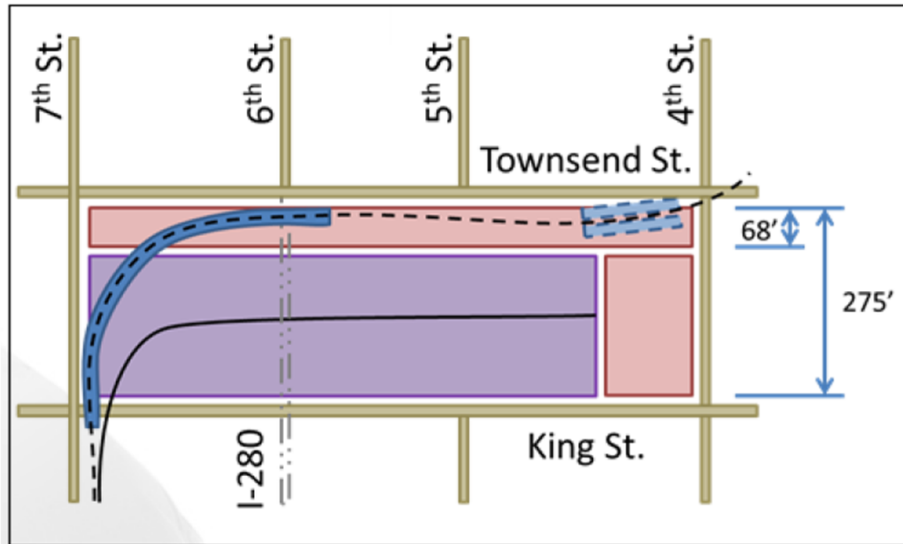 7th St.
6th St.
5th St.
4th St.
Townsend St.
68’
275’
I-280
King St.